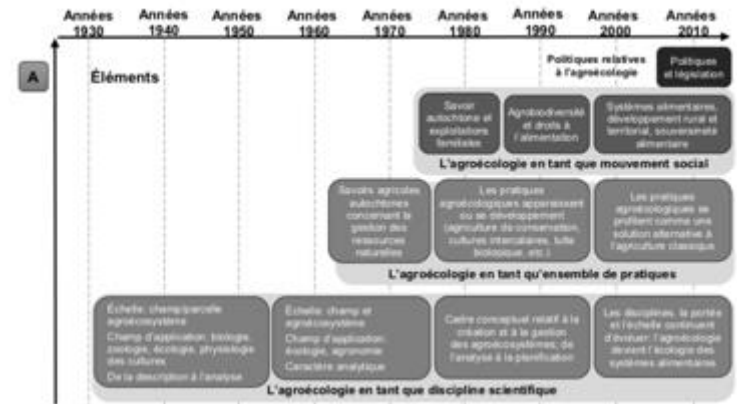 Années Années Années Années Années Années Années Années Années
1930 1940 1950 1960 1970 1980 1990 2000 2010
A
Éléments
Politiques relatives
à l'agroécologie
Politiques
et législation
Savoir
autochtone et
exploitations
familiales
Agrobiodiversité
et droits à
l'alimentation
Systèmes alimentaires,
développement rural et
territorial, souveraineté
alimentaire
L'agroécologie en tant que mouvement social
Savoirs agricoles
autochtones
concernant la
gestion des
ressources
naturelles
Les pratiques
agroécologiques apparaissent
ou se développent
(agriculture de conservation,
cultures intercalaires, lutte
biologique, etc.)
Les pratiques
agroécologiques se
profilent comme une
solution alternative à
l'agriculture classique
L'agroécologie en tant qu'ensemble de pratiques
Échelle: champ/parcelle
agroécosystème
Champ d'application: biologie,
zoologie, écologie, physiologie
des cultures
De la description à l'analyse
Échelle: champ et
agroécosystème
Champ d'application:
écologie, agronomie
Caractère analytique
Cadre conceptuel relatif à la
création et à la gestion
des agroécosystèmes; de
l'analyse à la planification
Les disciplines, la portée
et l'échelle continuent
d'évoluer: l'agroécologie
devient l'écologie des
systèmes alimentaires
L'agroécologie en tant que discipline scientifique